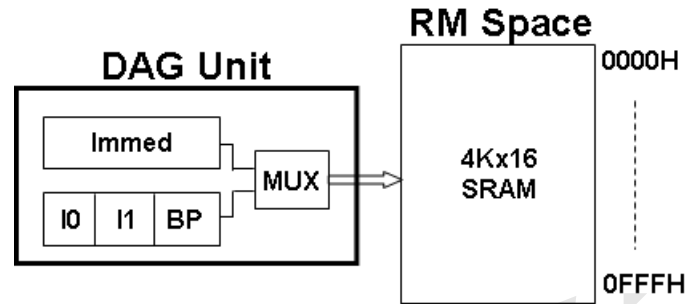 RM Space
DAG Unit
0000H
Immed
MUX
4Kx16
SRAM
I0 I1 BP
0FFFH